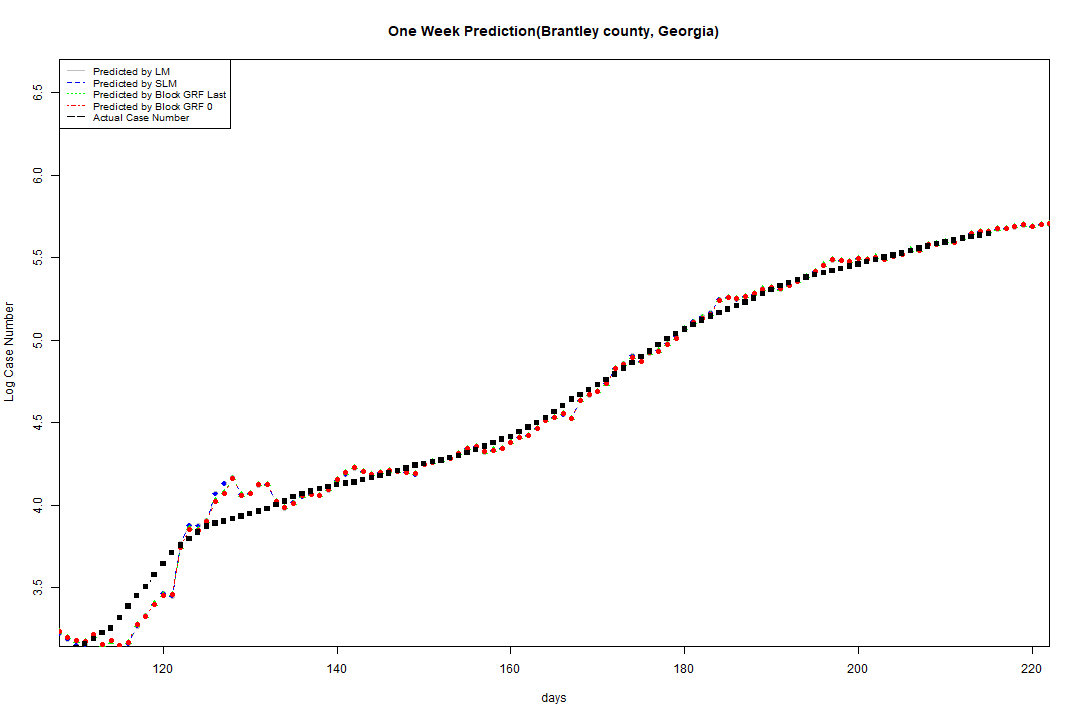 One Week Prediction(Brantley county, Georgia)
Predicted by LM
Predicted by SLM
Predicted by Block GRF Last
Predicted by Block GRF 0
Actual Case Number
6.5
6.0
5.5
5.0
4.5
4.0
3.5
Log Case Number
120 140 160 180 200 220
days